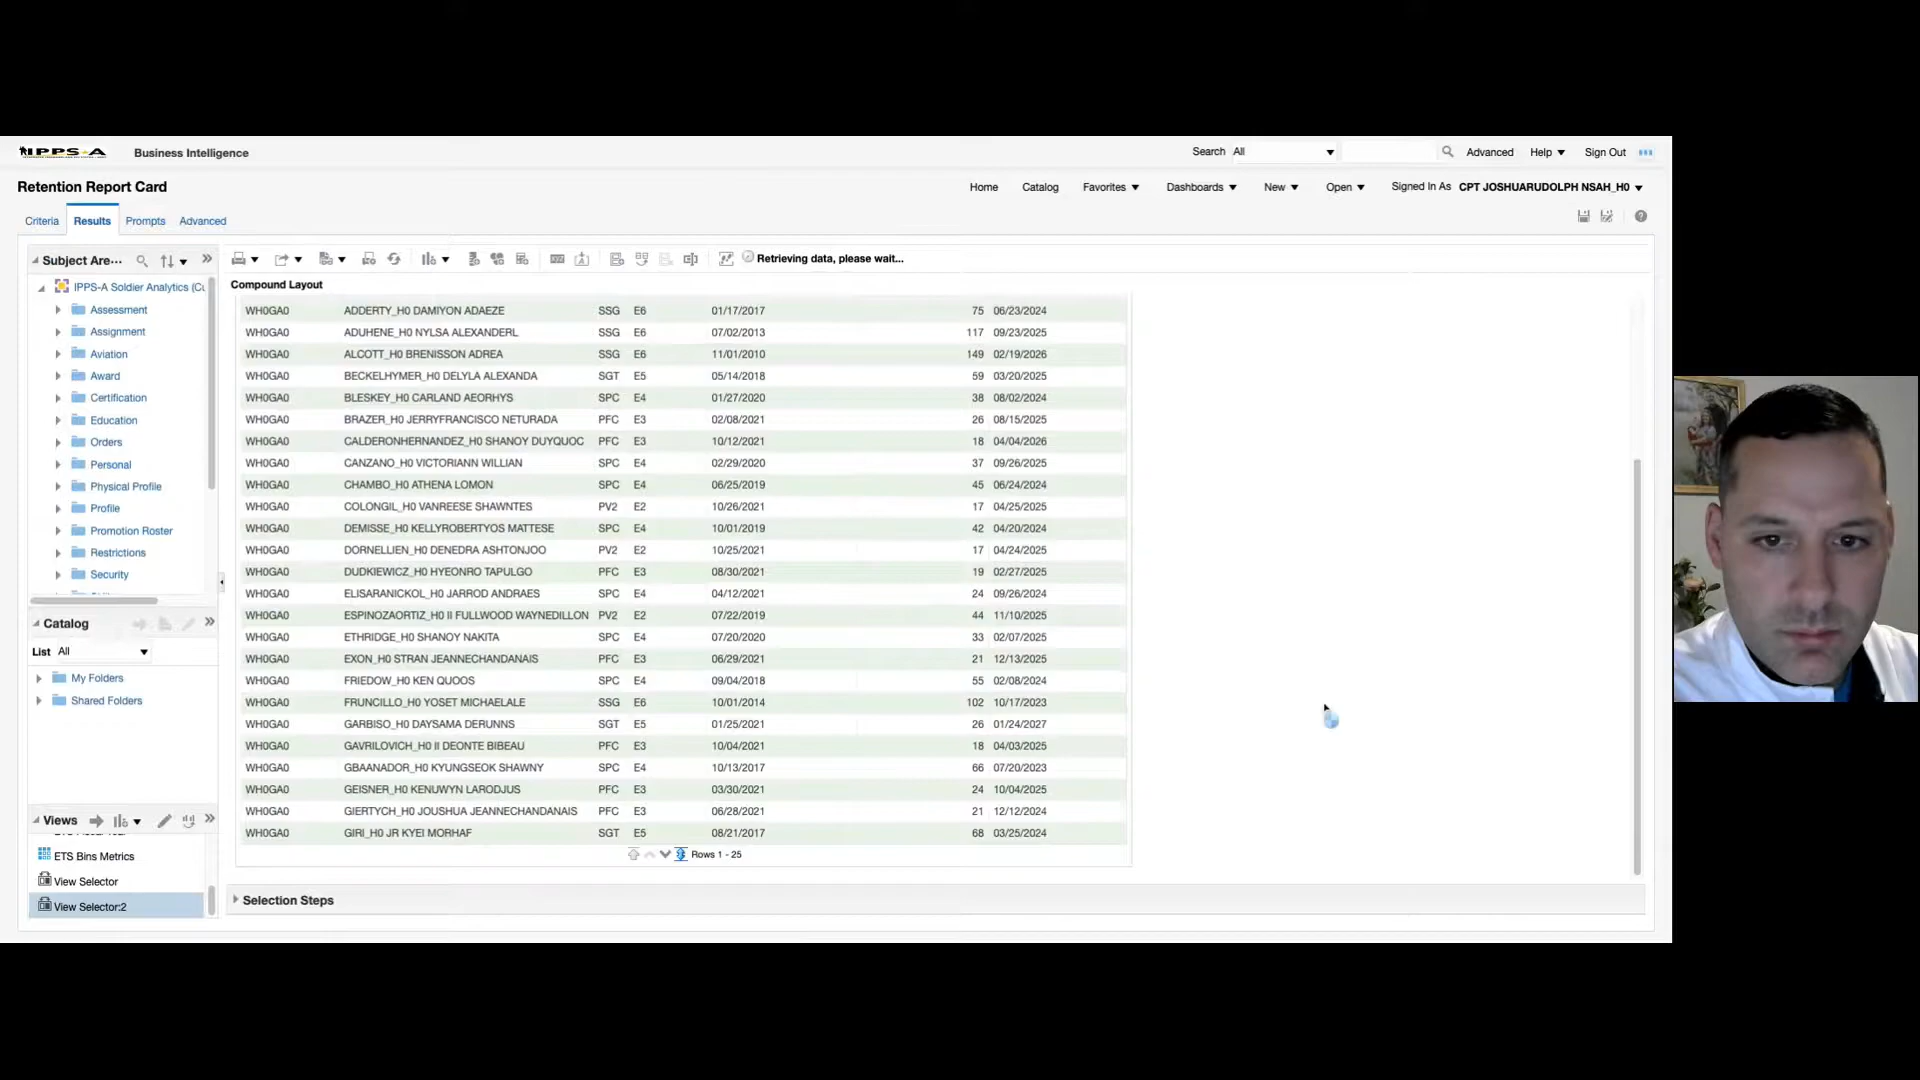 IPPS-A Business Intelligence Search All Advanced Help Sign Out
Retention Report Card Home Catalog Favorites Dashboards New Open Signed In As CPT JOSHUARUDOLPH NSAH_H0
Criteria Results Prompts Advanced
Subject Are... Retrieving data, please wait...
Compound Layout
IPPS-A Soldier Analytics (Cu
Assessment
Assignment
Aviation
Award
Certification
Education
Orders
Personal
Physical Profile
Profile
Promotion Roster
Restrictions
Security
Catalog
List All
My Folders
Shared Folders
Views
ETS Bins Metrics
View Selector
View Selector:2
WH0GA0 ADDERTY_H0 DAMIYON ADAEZE SSG E6 01/17/2017 75 06/23/2024
WH0GA0 ADUHENE_H0 NYLSA ALEXANDERL SSG E6 07/02/2013 117 09/23/2025
WH0GA0 ALCOTT_H0 BRENISSON ADREA SSG E6 11/01/2010 149 02/19/2026
WH0GA0 BECKELHYMER_H0 DELYLA ALEXANDA SGT E5 05/14/2018 59 03/20/2025
WH0GA0 BLESKEY_H0 CARLAND AEORHYS SPC E4 01/27/2020 38 08/02/2024
WH0GA0 BRAZER_H0 JERRYFRANCISCO NETURADA PFC E3 02/08/2021 26 08/15/2025
WH0GA0 CALDERONHERNANDEZ_H0 SHANOY DUYQUOC PFC E3 10/12/2021 18 04/04/2026
WH0GA0 CANZANO_H0 VICTORIANN WILLIAN SPC E4 02/29/2020 37 09/26/2025
WH0GA0 CHAMBO_H0 ATHENA LOMON SPC E4 06/25/2019 45 06/24/2024
WH0GA0 COLONGIL_H0 VANREESE SHAWNTES PV2 E2 10/26/2021 17 04/25/2025
WH0GA0 DEMISSE_H0 KELLYROBERTYOS MATTESE SPC E4 10/01/2019 42 04/20/2024
WH0GA0 DORNELLIEN_H0 DENEDRA ASHTONJOO PV2 E2 10/25/2021 17 04/24/2025
WH0GA0 DUDKIEWICZ_H0 HYEONRO TAPULGO PFC E3 08/30/2021 19 02/27/2025
WH0GA0 ELISARANICKOL_H0 JARROD ANDRAES SPC E4 04/12/2021 24 09/26/2024
WH0GA0 ESPINOZAORTIZ_H0 II FULLWOOD WAYNEDILLON PV2 E2 07/22/2019 44 11/10/2025
WH0GA0 ETHRIDGE_H0 SHANOY NAKITA SPC E4 07/20/2020 33 02/07/2025
WH0GA0 EXON_H0 STRAN JEANNECHANDANAIS PFC E3 06/29/2021 21 12/13/2025
WH0GA0 FRIEDOW_H0 KEN QUOOS SPC E4 09/04/2018 55 02/08/2024
WH0GA0 FRUNCILLO_H0 YOSET MICHAELALE SSG E6 10/01/2014 102 10/17/2023
WH0GA0 GARBISO_H0 DAYSAMA DERUNNS SGT E5 01/25/2021 26 01/24/2027
WH0GA0 GAVRILOVICH_H0 II DEONTE BIBEAU PFC E3 10/04/2021 18 04/03/2025
WH0GA0 GBAANADOR_H0 KYUNGSEOK SHAWNY SPC E4 10/13/2017 66 07/20/2023
WH0GA0 GEISNER_H0 KENUWYN LARODJUS PFC E3 03/30/2021 24 10/04/2025
WH0GA0 GIERTYCH_H0 JOUSHUA JEANNECHANDANAIS PFC E3 06/28/2021 21 12/12/2024
WH0GA0 GIRI_H0 JR KYEI MORHAF SGT E5 08/21/2017 68 03/25/2024
Rows 1 - 25
Selection Steps